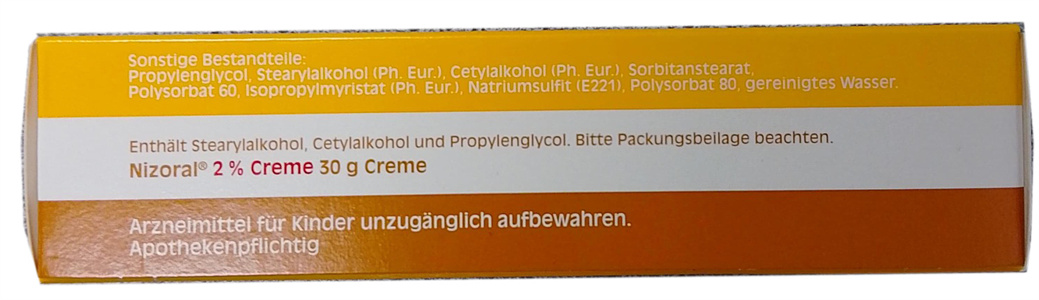 Sonstige Bestandteile:
Propylenglycol, Stearylalkohol (Ph. Eur.), Cetylalkohol (Ph. Eur.), Sorbitanstearat,
Polysorbat 60, Isopropylmyristat (Ph. Eur.), Natriumsulfit (E221), Polysorbat 80, gereinigtes Wasser.
Enthält Stearylalkohol, Cetylalkohol und Propylenglycol. Bitte Packungsbeilage beachten.
Nizoral® 2 % Creme 30 g Creme
Arzneimittel für Kinder unzugänglich aufbewahren.
Apothekenpflichtig